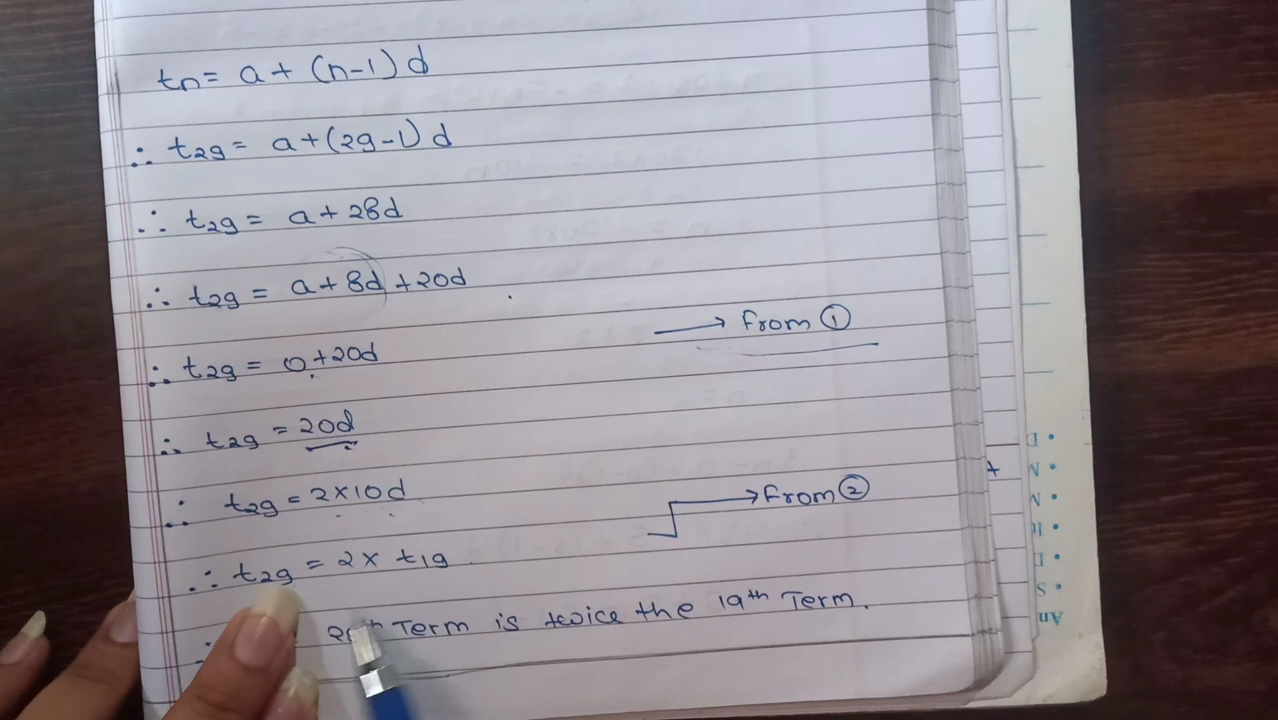 tn = a + (n-1) d
∴ t29 = a + (29-1) d
∴ t29 = a + 28d
∴ t29 = a + 8d + 20d
∴ t29 = 0 + 20d → From ①
∴ t29 = 20d
∴ t29 = 2 × 10d
∴ t29 = 2 × t19 → From ②
Term is twice the 19th Term.